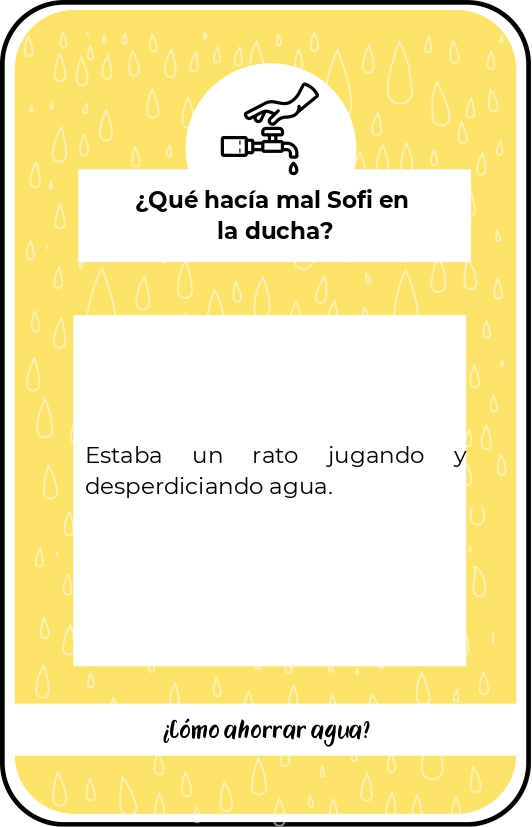 ¿Qué hacía mal Sofi en
la ducha?
Estaba un rato jugando y
desperdiciando agua.
¿Cómo ahorrar agua?